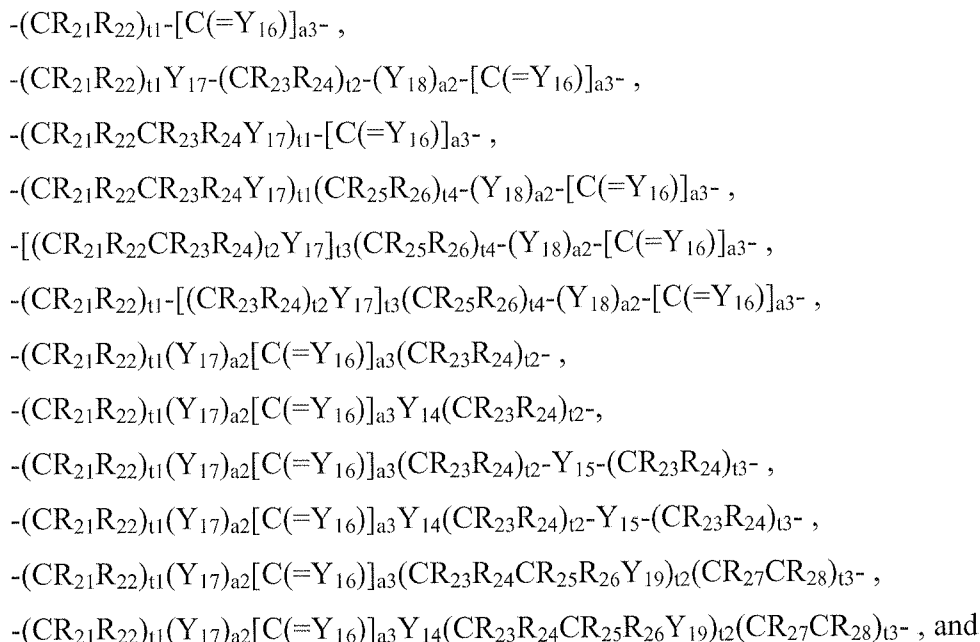 -(CR₂₁R₂₂)ₜ₁-[C(=Y₁₆)]ₐ₃- ,
-(CR₂₁R₂₂)ₜ₁Y₁₇-(CR₂₃R₂₄)ₜ₂-(Y₁₈)ₐ₂-[C(=Y₁₆)]ₐ₃- ,
-(CR₂₁R₂₂CR₂₃R₂₄Y₁₇)ₜ₁-[C(=Y₁₆)]ₐ₃- ,
-(CR₂₁R₂₂CR₂₃R₂₄Y₁₇)ₜ₁(CR₂₅R₂₆)ₜ₄-(Y₁₈)ₐ₂-[C(=Y₁₆)]ₐ₃- ,
-[(CR₂₁R₂₂CR₂₃R₂₄)ₜ₂Y₁₇]ₜ₃(CR₂₅R₂₆)ₜ₄-(Y₁₈)ₐ₂-[C(=Y₁₆)]ₐ₃- ,
-(CR₂₁R₂₂)ₜ₁-[(CR₂₃R₂₄)ₜ₂Y₁₇]ₜ₃(CR₂₅R₂₆)ₜ₄-(Y₁₈)ₐ₂-[C(=Y₁₆)]ₐ₃- ,
-(CR₂₁R₂₂)ₜ₁(Y₁₇)ₐ₂[C(=Y₁₆)]ₐ₃(CR₂₃R₂₄)ₜ₂- ,
-(CR₂₁R₂₂)ₜ₁(Y₁₇)ₐ₂[C(=Y₁₆)]ₐ₃Y₁₄(CR₂₃R₂₄)ₜ₂-,
-(CR₂₁R₂₂)ₜ₁(Y₁₇)ₐ₂[C(=Y₁₆)]ₐ₃(CR₂₃R₂₄)ₜ₂-Y₁₅-(CR₂₃R₂₄)ₜ₃- ,
-(CR₂₁R₂₂)ₜ₁(Y₁₇)ₐ₂[C(=Y₁₆)]ₐ₃Y₁₄(CR₂₃R₂₄)ₜ₂-Y₁₅-(CR₂₃R₂₄)ₜ₃- ,
-(CR₂₁R₂₂)ₜ₁(Y₁₇)ₐ₂[C(=Y₁₆)]ₐ₃(CR₂₃R₂₄CR₂₅R₂₆Y₁₉)ₜ₂(CR₂₇CR₂₈)ₜ₃- ,
-(CR₂₁R₂₂)ₜ₁(Y₁₇)ₐ₂[C(=Y₁₆)]ₐ₃Y₁₄(CR₂₃R₂₄CR₂₅R₂₆Y₁₉)ₜ₂(CR₂₇CR₂₈)ₜ₃- , and